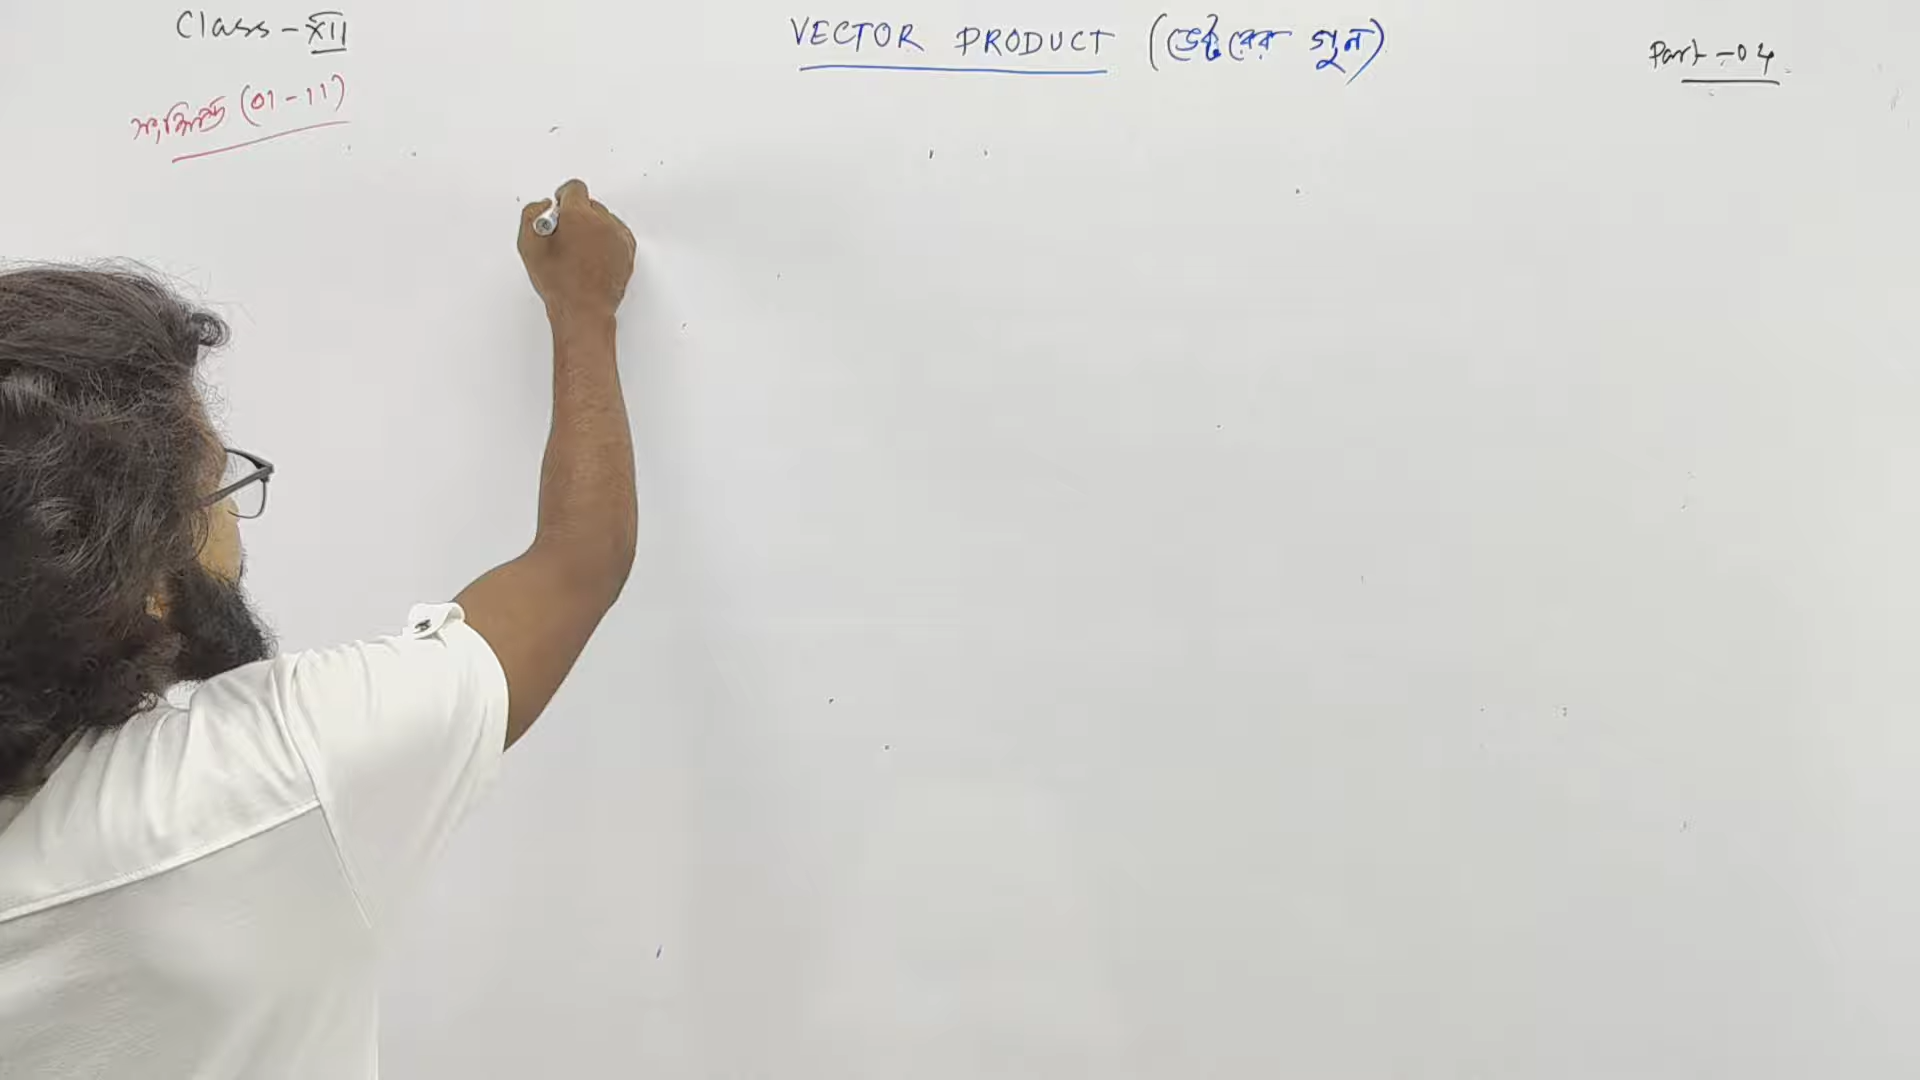 Class - XII
VECTOR PRODUCT (ভেক্টরের গুন)
Part - 04
সংক্ষিপ্ত (01 - 11)